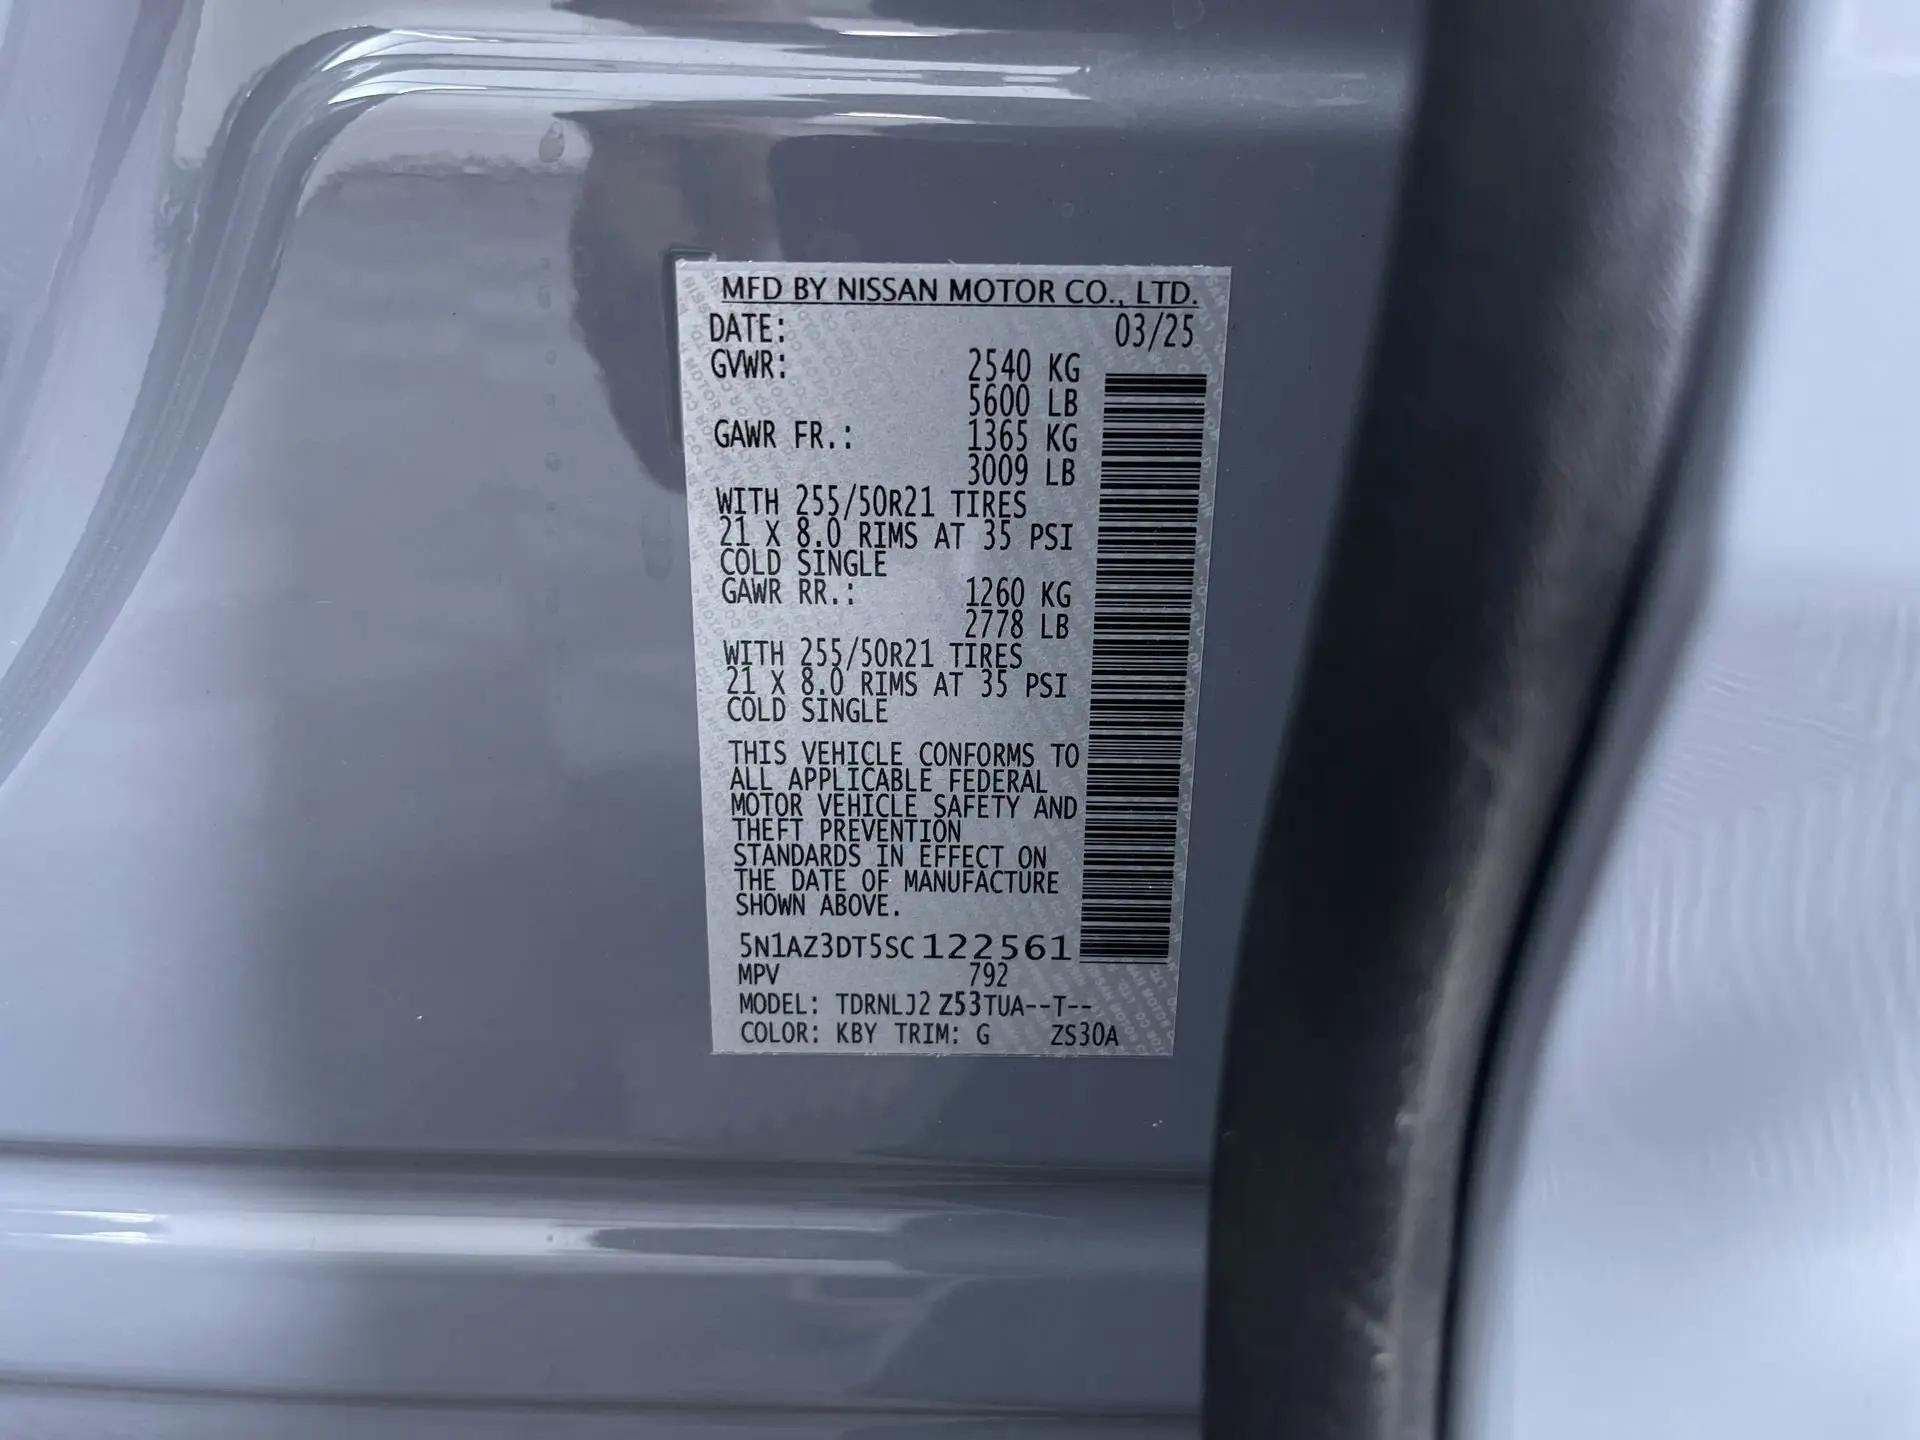 MFD BY NISSAN MOTOR CO., LTD.
DATE: 03/25
GVWR: 2540 KG
5600 LB
GAWR FR.: 1365 KG
3009 LB
WITH 255/50R21 TIRES
21 X 8.0 RIMS AT 35 PSI
COLD SINGLE
GAWR RR.: 1260 KG
2778 LB
WITH 255/50R21 TIRES
21 X 8.0 RIMS AT 35 PSI
COLD SINGLE
THIS VEHICLE CONFORMS TO
ALL APPLICABLE FEDERAL
MOTOR VEHICLE SAFETY AND
THEFT PREVENTION
STANDARDS IN EFFECT ON
THE DATE OF MANUFACTURE
SHOWN ABOVE.
5N1AZ3DT5SC122561
MPV 792
MODEL: TDRNLJ2 Z53TUA--T--
COLOR: KBY TRIM: G ZS30A